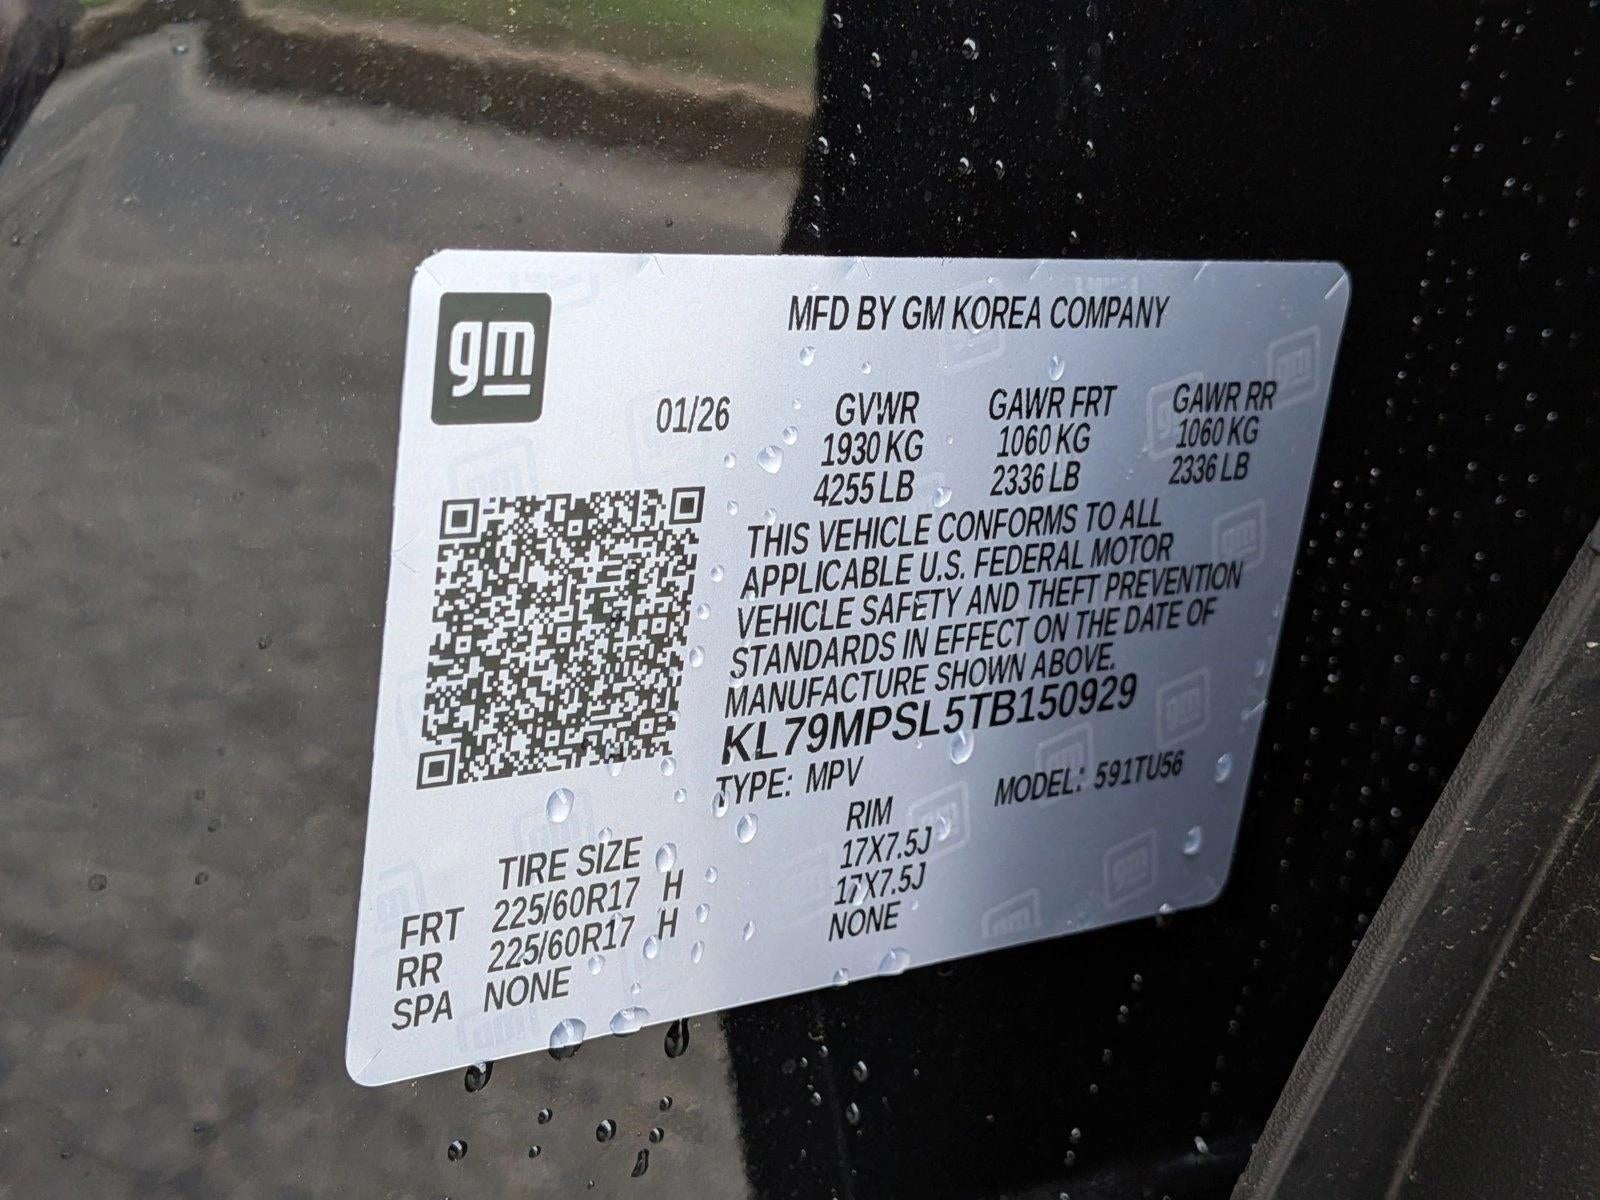 gm
MFD BY GM KOREA COMPANY
01/26 GVWR GAWR FRT GAWR RR
1930 KG 1060 KG 1060 KG
4255 LB 2336 LB 2336 LB
THIS VEHICLE CONFORMS TO ALL
APPLICABLE U.S. FEDERAL MOTOR
VEHICLE SAFETY AND THEFT PREVENTION
STANDARDS IN EFFECT ON THE DATE OF
MANUFACTURE SHOWN ABOVE.
KL79MPSL5TB150929
TYPE: MPV MODEL: 591TU56
TIRE SIZE RIM
FRT 225/60R17 H 17X7.5J
RR 225/60R17 H 17X7.5J
SPA NONE NONE